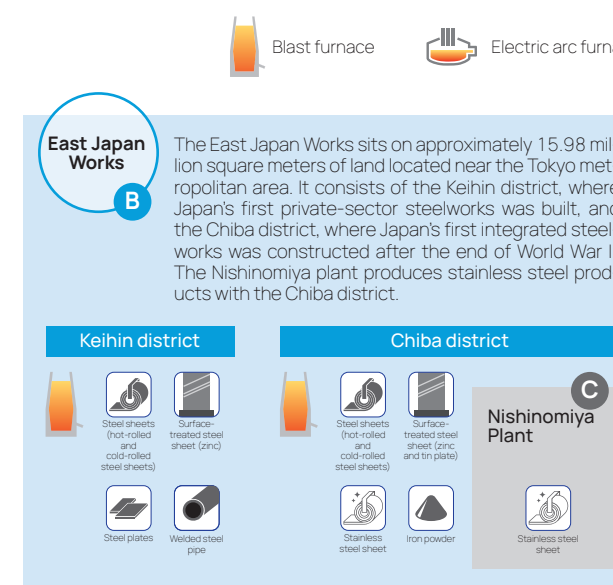 Blast furnace
Electric arc furna
East Japan
Works
B
The East Japan Works sits on approximately 15.98 mil
lion square meters of land located near the Tokyo met
ropolitan area. It consists of the Keihin district, where
Japan's first private-sector steelworks was built, and
the Chiba district, where Japan's first integrated steel
works was constructed after the end of World War I
The Nishinomiya plant produces stainless steel prod
ucts with the Chiba district.
Keihin district
Steel sheets
(hot-rolled
and
cold-rolled
steel sheets)
Surface-
treated steel
sheet (zinc)
Steel plates
Welded steel
pipe
Chiba district
Steel sheets
(hot-rolled
and
cold-rolled
steel sheets)
Surface-
treated steel
sheet (zinc
and tin plate)
Stainless
steel sheet
Iron powder
C
Nishinomiya
Plant
Stainless steel
sheet